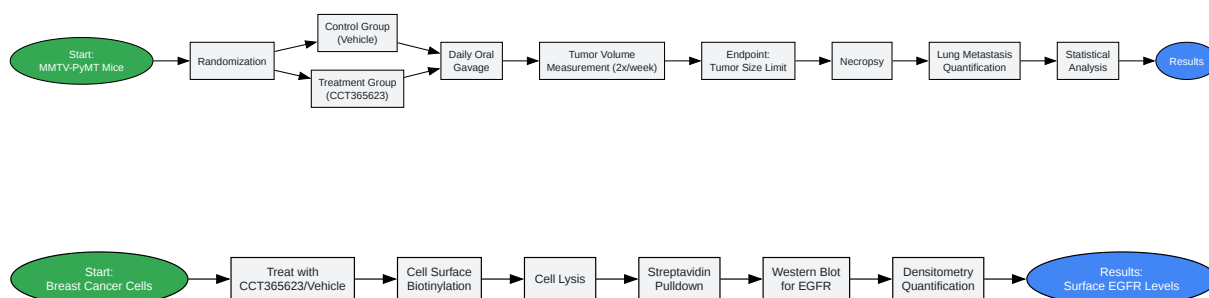 Start:
MMTV-PyMT Mice
Randomization
Control Group
(Vehicle)
Treatment Group
(CCT365623)
Daily Oral
Gavage
Tumor Volume
Measurement (2x/week)
Endpoint:
Tumor Size Limit
Necropsy
Lung Metastasis
Quantification
Statistical
Analysis
Results
Start:
Breast Cancer Cells
Treat with
CCT365623/Vehicle
Cell Surface
Biotinylation
Cell Lysis
Streptavidin
Pulldown
Western Blot
for EGFR
Densitometry
Quantification
Results:
Surface EGFR Levels